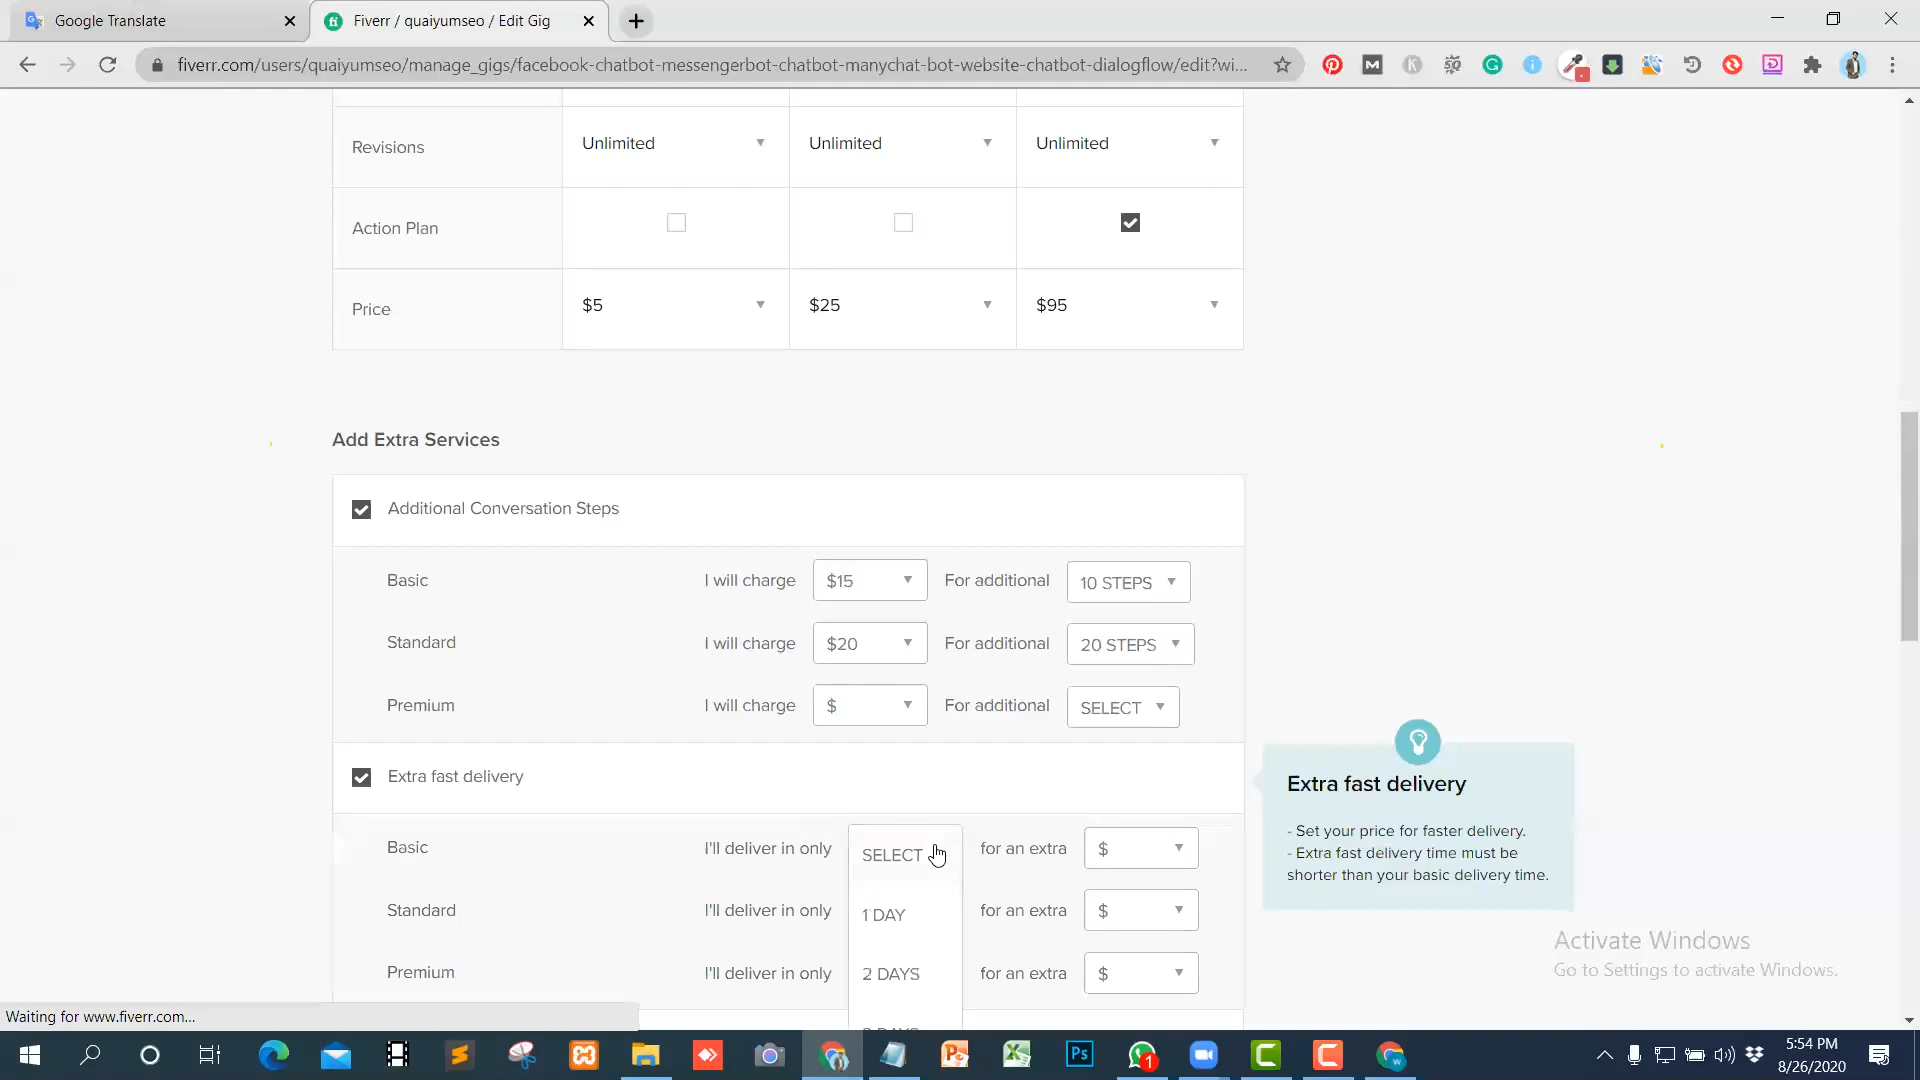 Google Translate
Fiverr / quaiyumseo / Edit Gig
fiverr.com/users/quaiyumseo/manage_gigs/facebook-chatbot-messengerbot-chatbot-manychat-bot-website-chatbot-dialogflow/edit?wi...
Revisions Unlimited Unlimited Unlimited
Action Plan
Price $5 $25 $95
Add Extra Services
Additional Conversation Steps
Basic I will charge $15 For additional 10 STEPS
Standard I will charge $20 For additional 20 STEPS
Premium I will charge $ For additional SELECT
Extra fast delivery
Basic I'll deliver in only SELECT for an extra $
1 DAY
Standard I'll deliver in only for an extra $
Premium I'll deliver in only 2 DAYS for an extra $
Extra fast delivery
- Set your price for faster delivery.
- Extra fast delivery time must be
shorter than your basic delivery time.
Activate Windows
Go to Settings to activate Windows.
Waiting for www.fiverr.com...
5:54 PM
8/26/2020